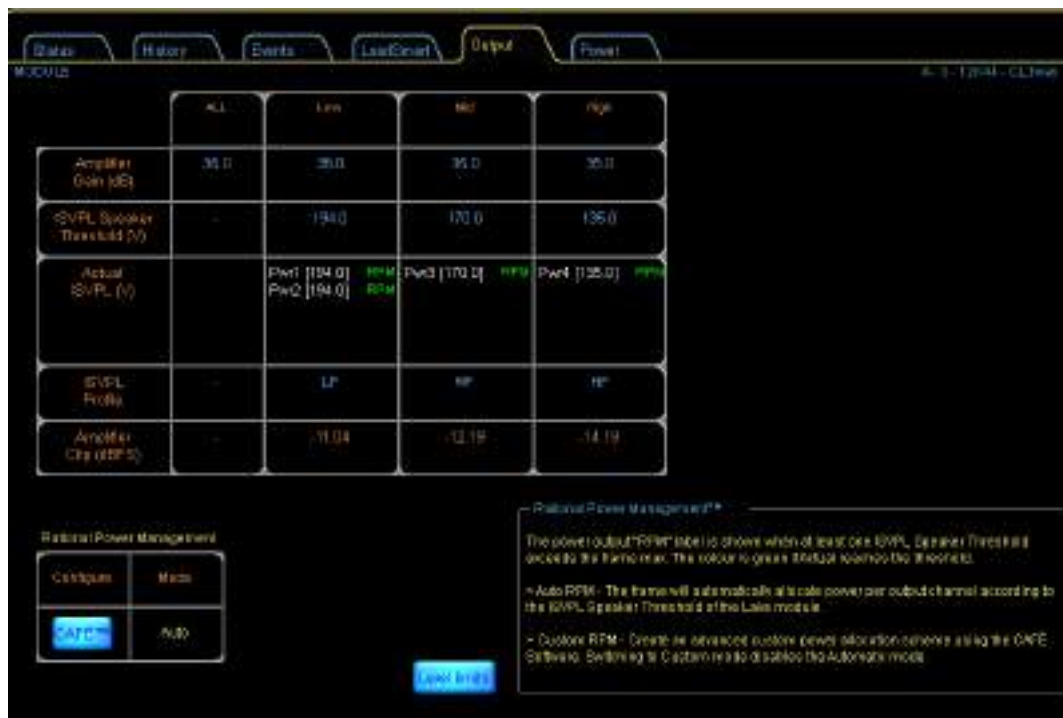 Status History Events LoadSmart Output Power
MODULE
ALL Low Mid High
Amplifier Gain (dB) 35.0 35.0 35.0 35.0
ISVPL Speaker Threshold (V) - 194.0 170.0 135.0
Actual ISVPL (V)
Pwr1 [194.0] RPM Pwr3 [170.0] RPM Pwr4 [135.0] RPM
Pwr2 [194.0] RPM
ISVPL Profile - LF
Amplifier Clip (dBFS) - -11.04 -12.19 -14.19
Rational Power Management
Configure Mode
CAFÉ™ Auto
Level limits
Rational Power Management™
The power output "RPM" label is shown when at least one ISVPL Speaker Threshold
exceeds the frame max. The colour is green if Actual reaches the threshold.
- Auto RPM - The frame will automatically allocate power per output channel according to
the ISVPL Speaker Threshold of the Lake module
- Custom RPM - Create an advanced custom power allocation scheme using the CAFÉ
Software. Switching to Custom mode disables the Automatic mode